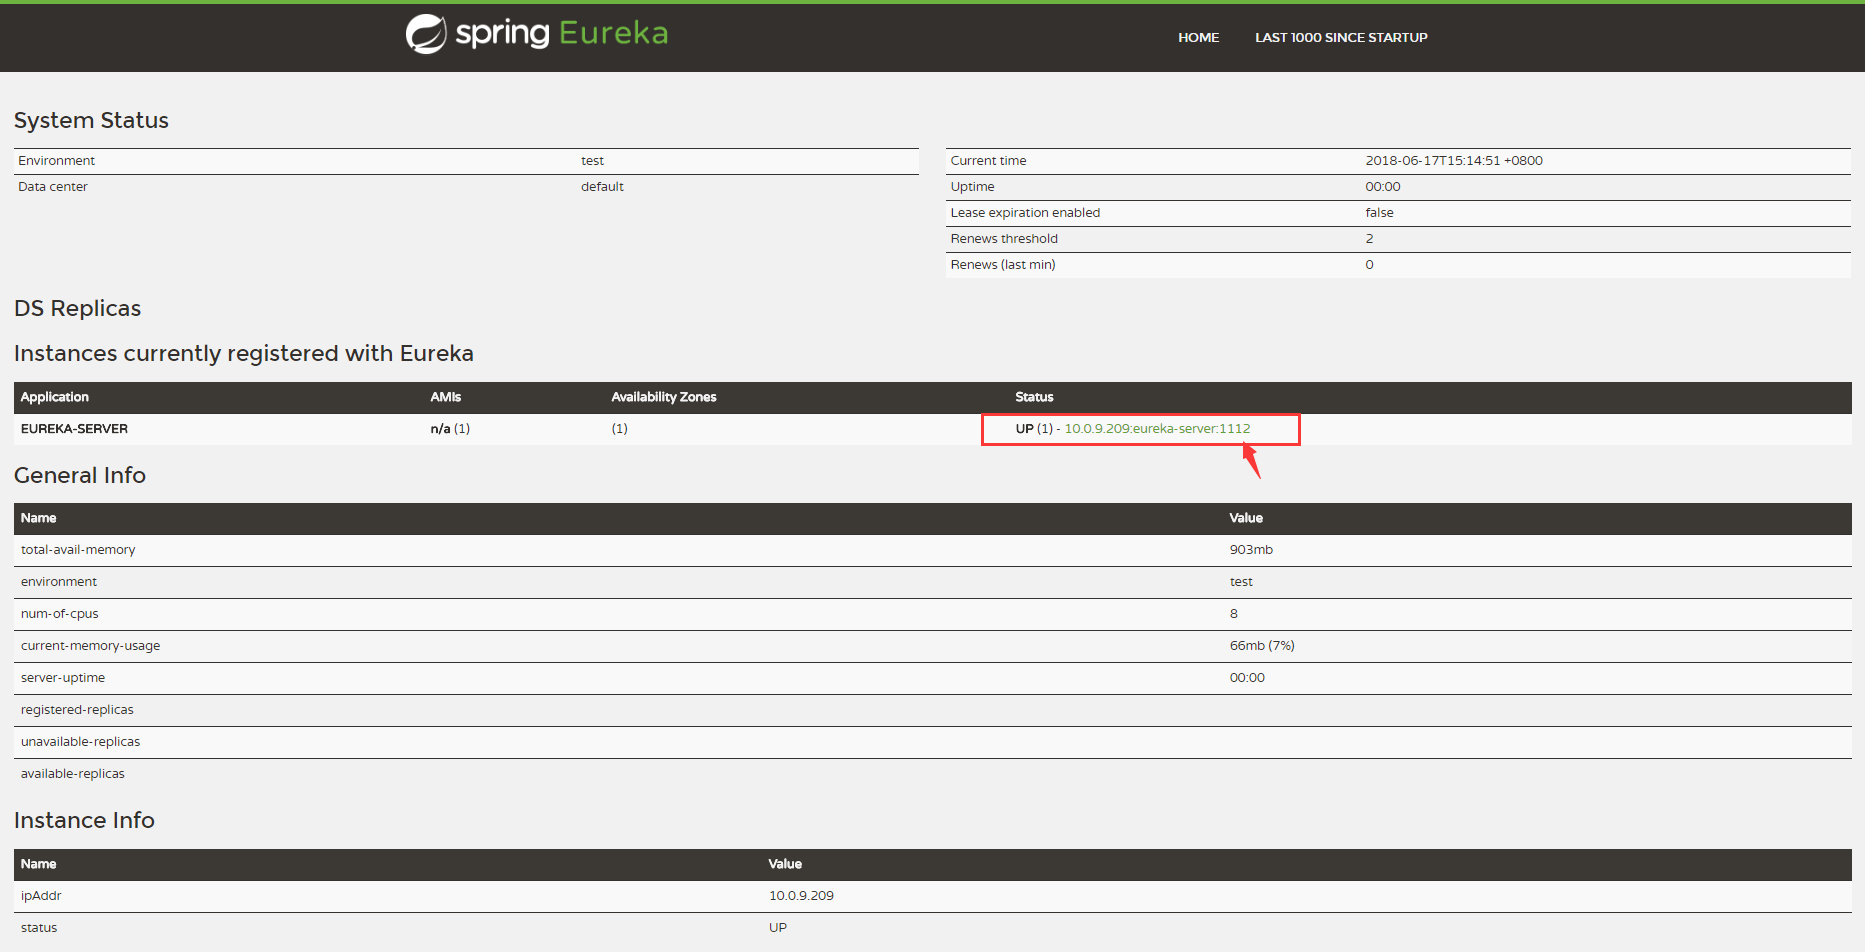 spring Eureka
HOME LAST 1000 SINCE STARTUP
System Status
Environment test
Data center default
Current time 2018-06-17T15:14:51 +0800
Uptime 00:00
Lease expiration enabled false
Renews threshold 2
Renews (last min) 0
DS Replicas
Instances currently registered with Eureka
Application AMIs Availability Zones Status
EUREKA-SERVER n/a (1) (1) UP (1) - 10.0.9.209:eureka-server:1112
General Info
Name Value
total-avail-memory 903mb
environment test
num-of-cpus 8
current-memory-usage 66mb (7%)
server-uptime 00:00
registered-replicas
unavailable-replicas
available-replicas
Instance Info
Name Value
ipAddr 10.0.9.209
status UP